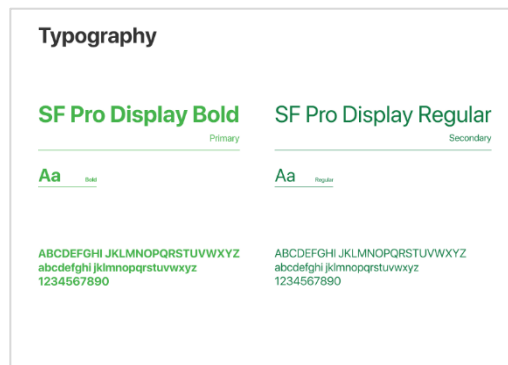 Typography
SF Pro Display Bold
Primary
Aa Bold
ABCDEFGHI JKLMNOPQRSTUVWXYZ
abcdefghi jklmnopqrstuvwxyz
1234567890
SF Pro Display Regular
Secondary
Aa Regular
ABCDEFGHI JKLMNOPQRSTUVWXYZ
abcdefghi jklmnopqrstuvwxyz
1234567890